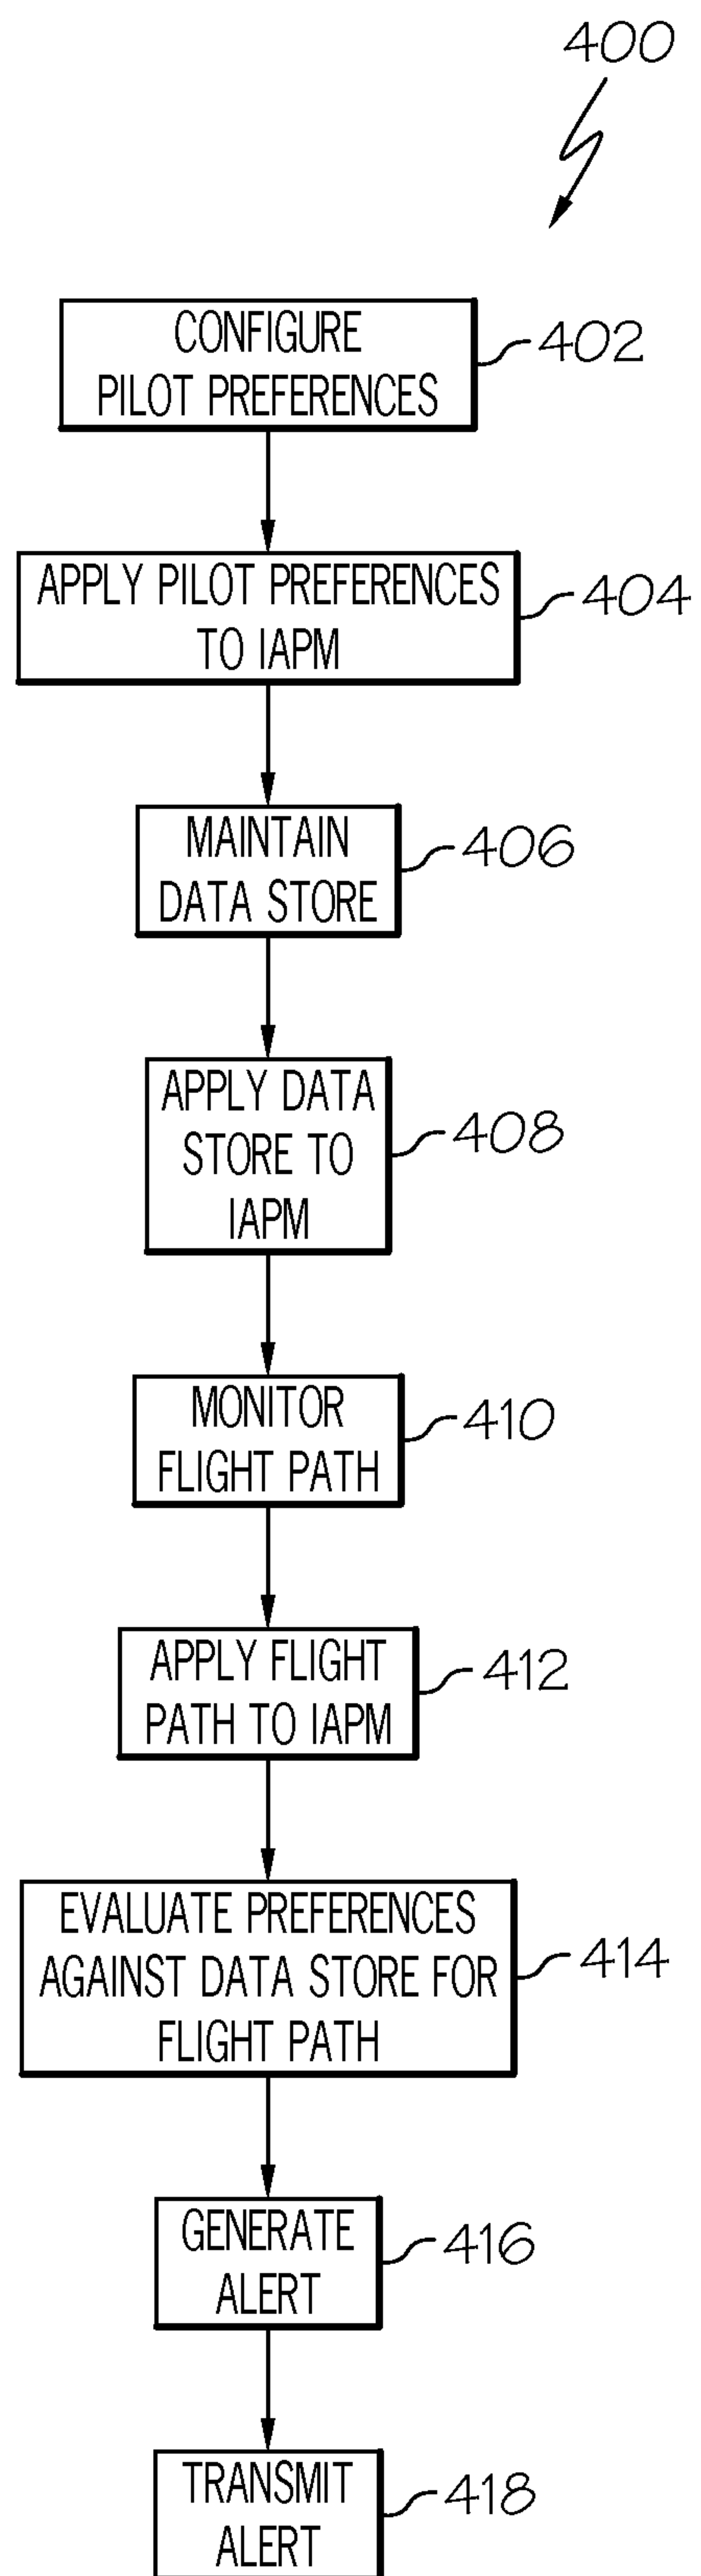 400
CONFIGURE
PILOT PREFERENCES
402
APPLY PILOT PREFERENCES
TO IAPM
404
MAINTAIN
DATA STORE
406
APPLY DATA
STORE TO
IAPM
408
MONITOR
FLIGHT PATH
410
APPLY FLIGHT
PATH TO IAPM
412
EVALUATE PREFERENCES
AGAINST DATA STORE FOR
FLIGHT PATH
414
GENERATE
ALERT
416
TRANSMIT
ALERT
418